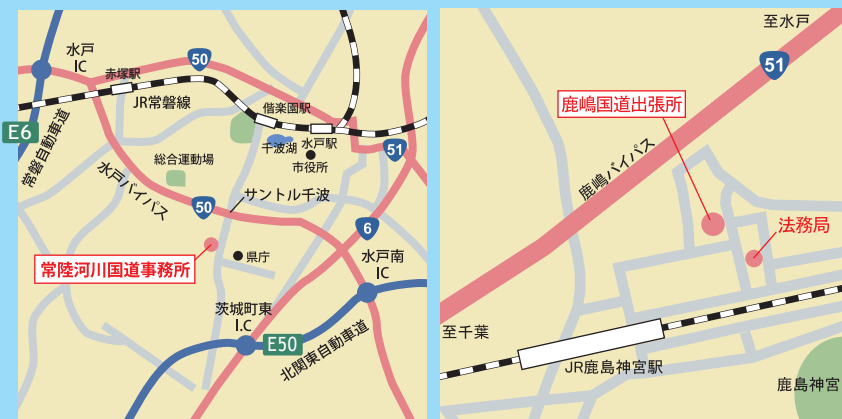 水戸
IC
50
赤塚駅
JR常磐線
偕楽園駅
E6
常磐自動車道
千波湖
水戸駅
市役所
51
総合運動場
水戸バイパス
50
サントル千波
6
県庁
水戸南
IC
常陸河川国道事務所
茨城町東
I.C
E50
北関東自動車道
至水戸
51
鹿嶋国道出張所
鹿嶋バイパス
法務局
至千葉
JR鹿島神宮駅
鹿島神宮